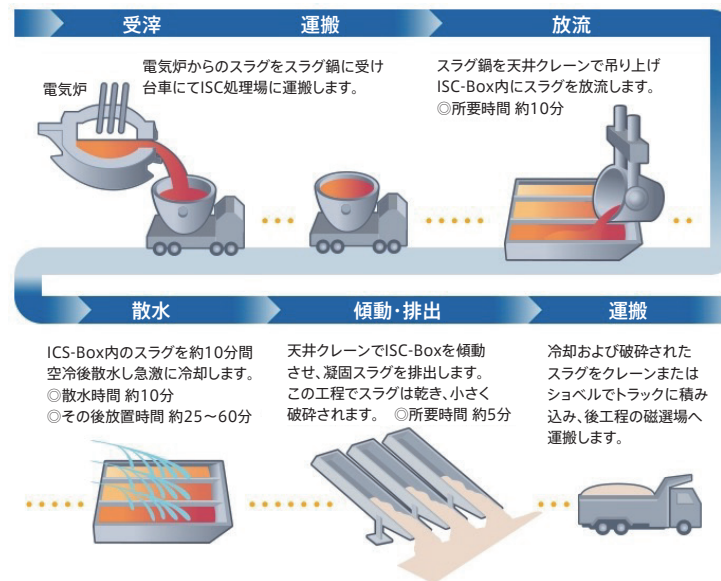 受滓
運搬
放流
電気炉
電気炉からのスラグをスラグ鍋に受け
台車にてISC処理場に運搬します。
スラグ鍋を天井クレーンで吊り上げ
ISC-Box内にスラグを放流します。
◎所要時間 約10分
散水
傾動・排出
運搬
ICS-Box内のスラグを約10分間
空冷後散水し急激に冷却します。
◎散水時間 約10分
◎その後放置時間 約25〜60分
天井クレーンでISC-Boxを傾動
させ、凝固スラグを排出します。
この工程でスラグは乾き、小さく
破砕されます。 ◎所要時間 約5分
冷却および破砕された
スラグをクレーンまたは
ショベルでトラックに積み
込み、後工程の磁選場へ
運搬します。